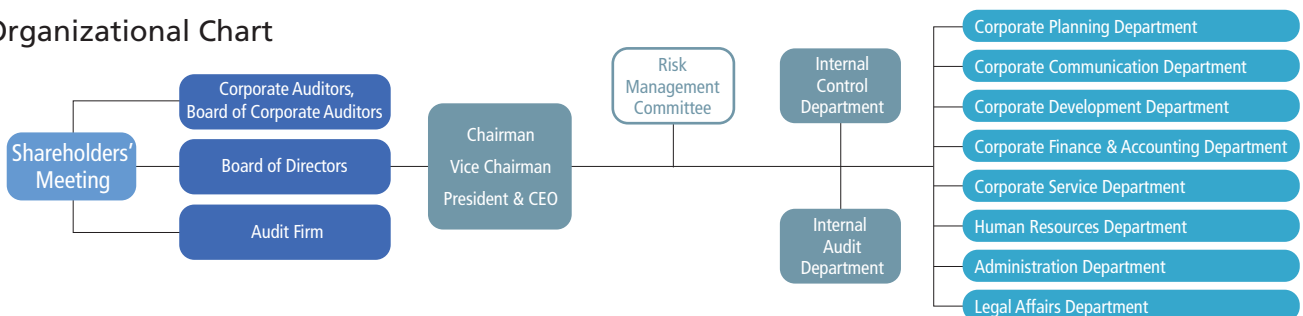 Organizational Chart
Shareholders'
Meeting
Corporate Auditors,
Board of Corporate Auditors
Board of Directors
Audit Firm
Chairman
Vice Chairman
President & CEO
Risk
Management
Committee
Internal
Control
Department
Internal
Audit
Department
Corporate Planning Department
Corporate Communication Department
Corporate Development Department
Corporate Finance & Accounting Department
Corporate Service Department
Human Resources Department
Administration Department
Legal Affairs Department